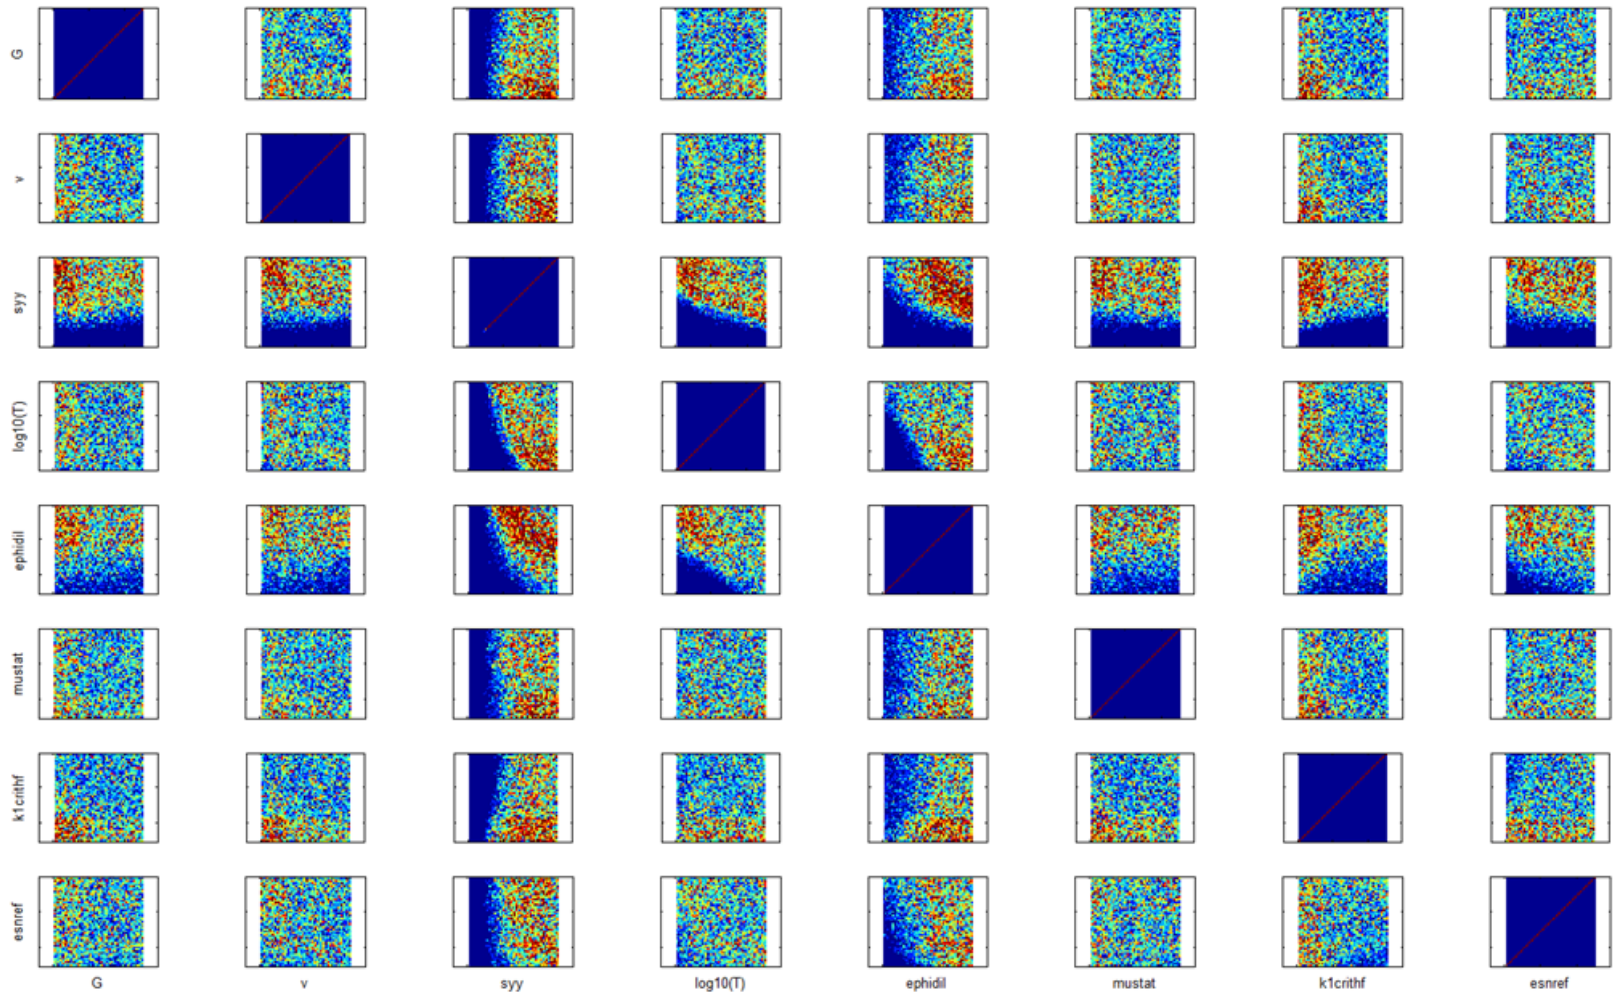 G
v
syy
log10(T)
ephidil
mustat
k1crithf
esnref
G v syy log10(T) ephidil mustat k1crithf esnref